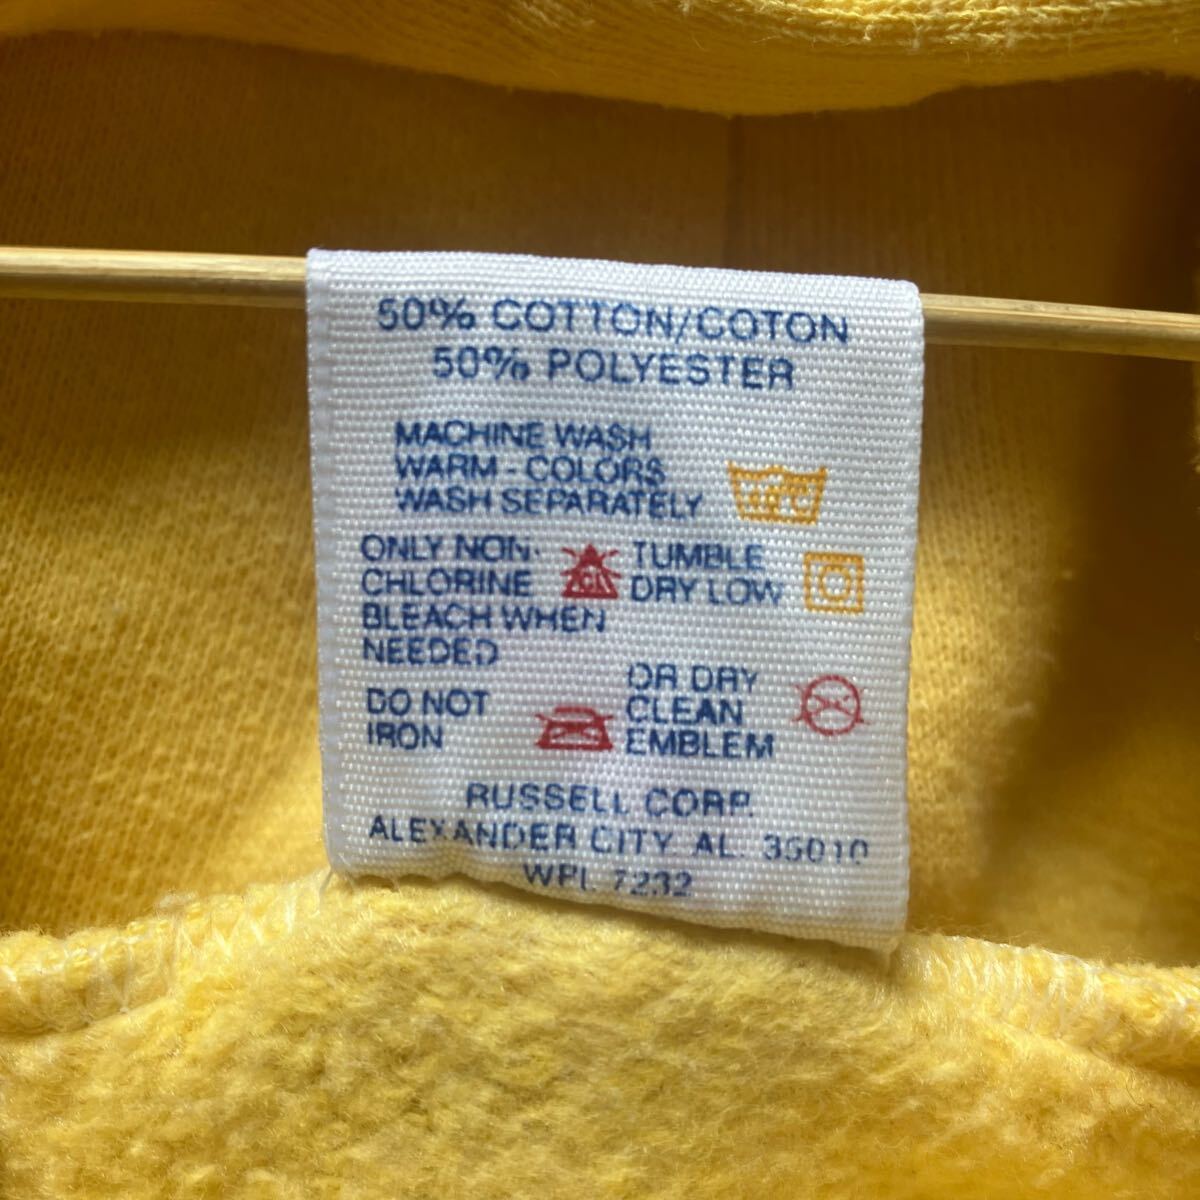 50% COTTON/COTON
50% POLYESTER
MACHINE WASH
WARM - COLORS
WASH SEPARATELY
ONLY NON-
CHLORINE
BLEACH WHEN
NEEDED
CL
TUMBLE
DRY LOW
DO NOT
IRON
OR DRY
CLEAN
EMBLEM
RUSSELL CORP.
ALEXANDER CITY, AL. 35010
WPL 7232